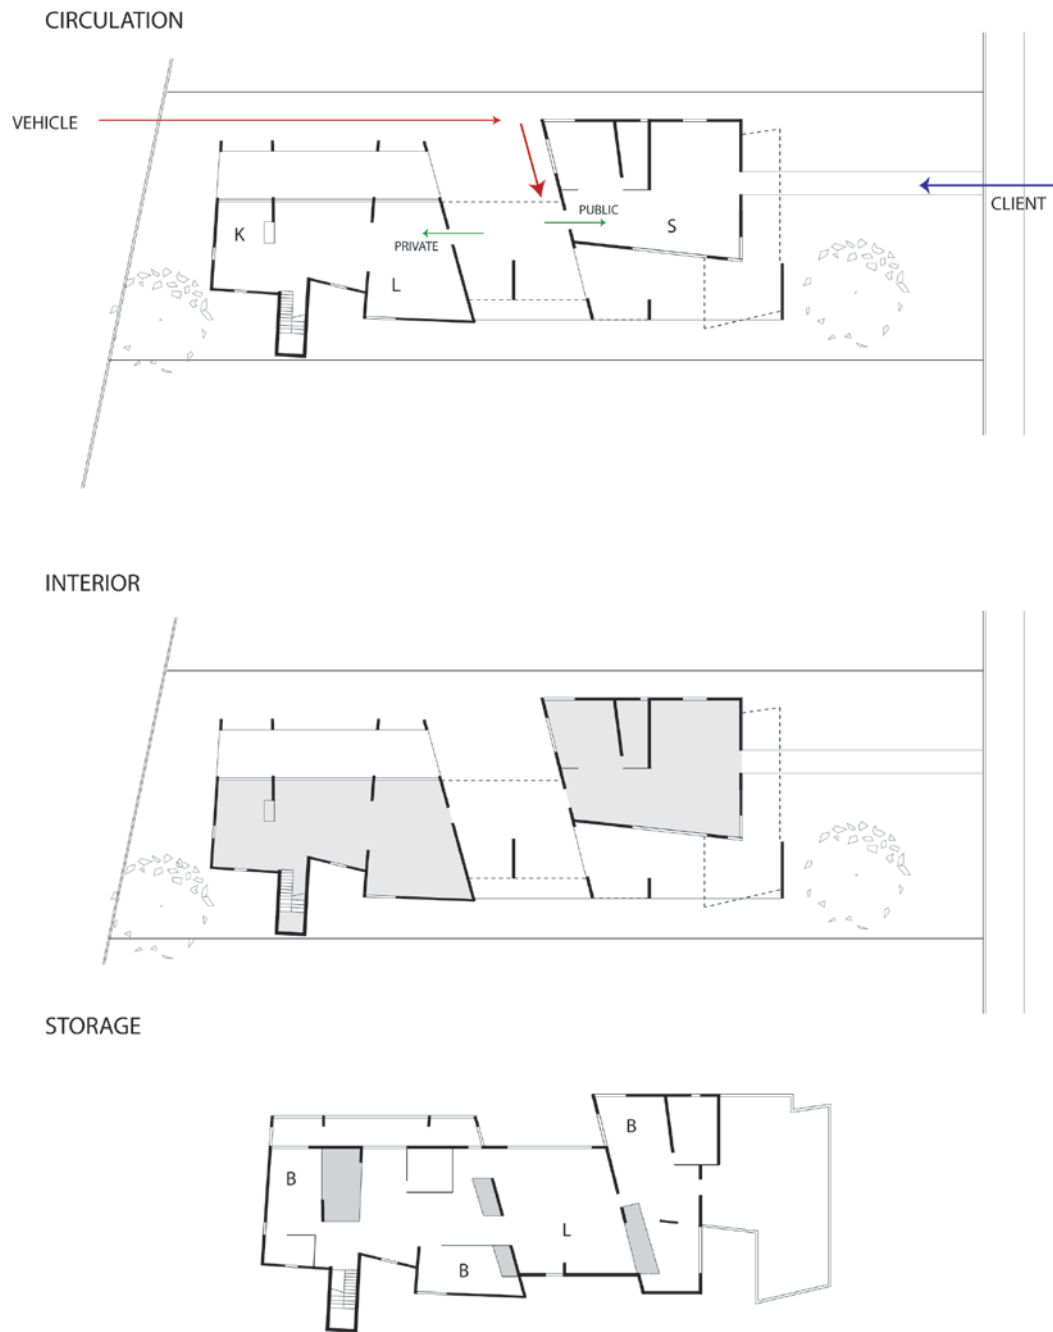 CIRCULATION
VEHICLE
CLIENT
PUBLIC
PRIVATE
K
S
L
INTERIOR
STORAGE
B
B
L
B